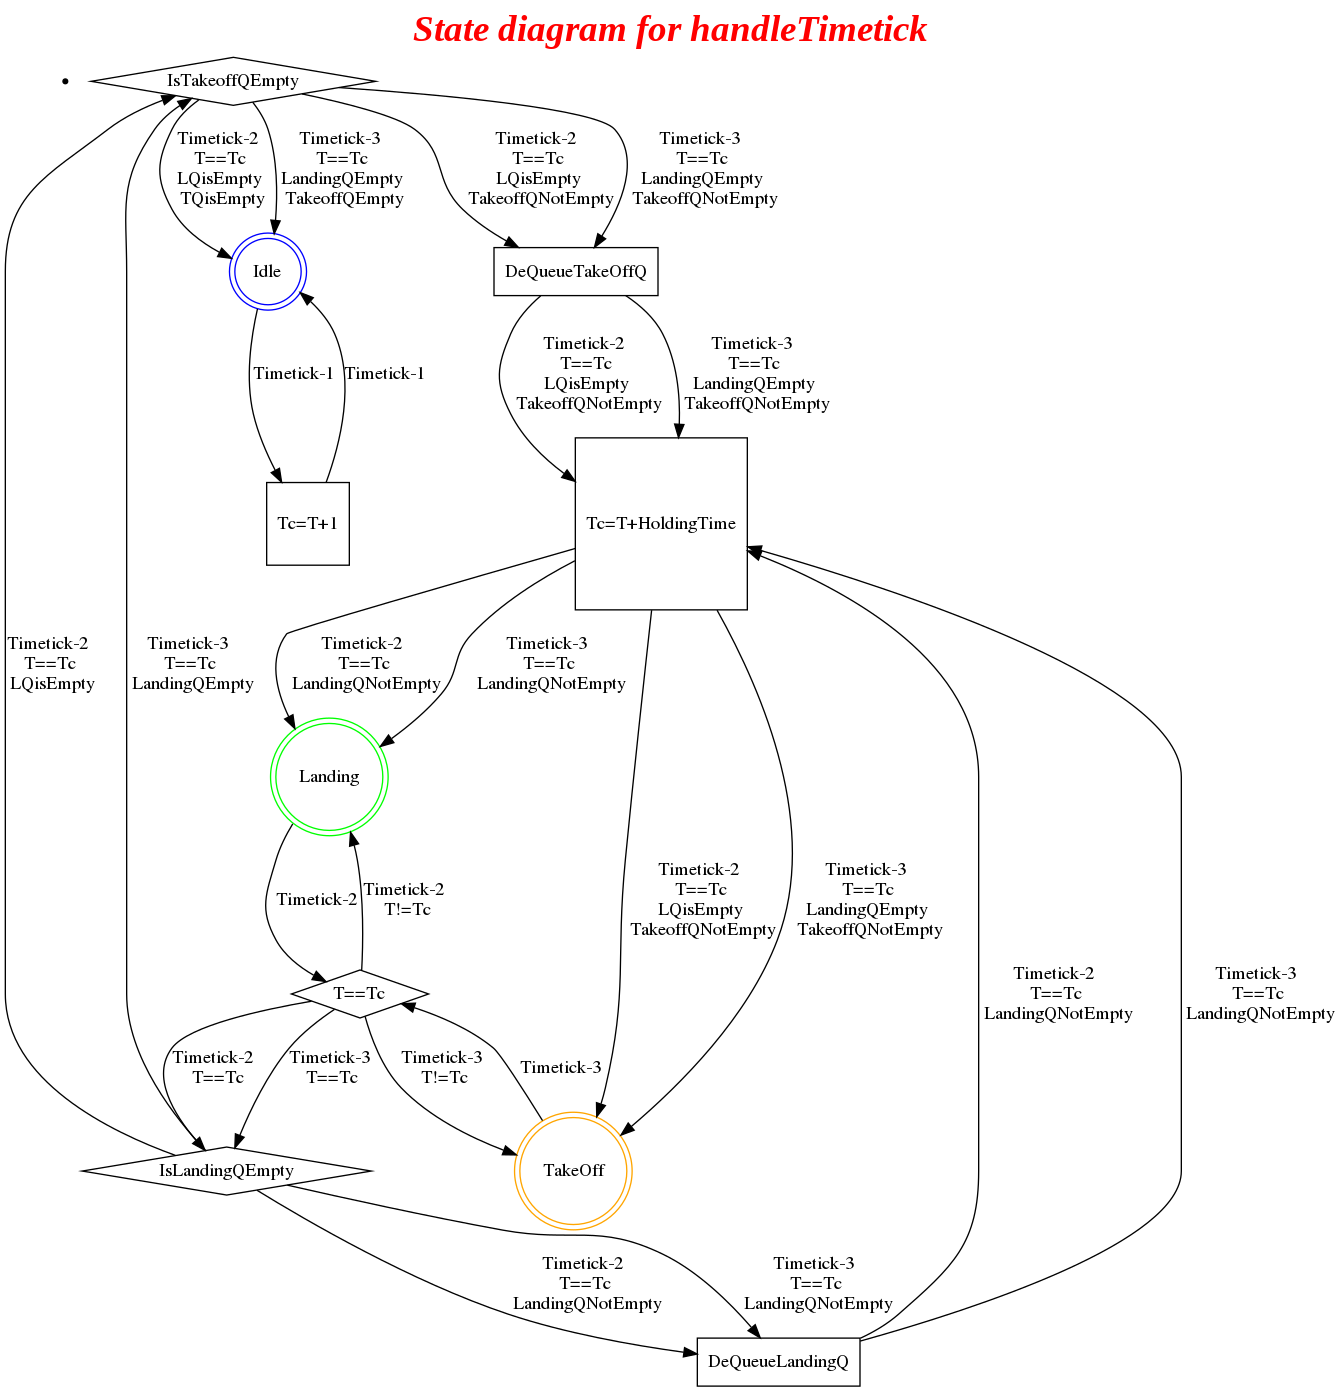 State diagram for handleTimetick
IsTakeoffQEmpty
Timetick-2
T==Tc
LQisEmpty
TQisEmpty
Timetick-3
T==Tc
LandingQEmpty
TakeoffQEmpty
Timetick-2
T==Tc
LQisEmpty
TakeoffQNotEmpty
Timetick-3
T==Tc
LandingQEmpty
TakeoffQNotEmpty
Idle
DeQueueTakeOffQ
Timetick-1
Timetick-1
Timetick-2
T==Tc
LQisEmpty
TakeoffQNotEmpty
Timetick-3
T==Tc
LandingQEmpty
TakeoffQNotEmpty
Tc=T+1
Tc=T+HoldingTime
Timetick-2
T==Tc
LQisEmpty
Timetick-3
T==Tc
LandingQEmpty
Timetick-2
T==Tc
LandingQNotEmpty
Timetick-3
T==Tc
LandingQNotEmpty
Landing
Timetick-2
Timetick-2
T!=Tc
Timetick-2
T==Tc
LQisEmpty
TakeoffQNotEmpty
Timetick-3
T==Tc
LandingQEmpty
TakeoffQNotEmpty
T==Tc
Timetick-2
T==Tc
LandingQNotEmpty
Timetick-3
T==Tc
LandingQNotEmpty
Timetick-2
T==Tc
Timetick-3
T==Tc
Timetick-3
T!=Tc
Timetick-3
IsLandingQEmpty
TakeOff
Timetick-2
T==Tc
LandingQNotEmpty
Timetick-3
T==Tc
LandingQNotEmpty
DeQueueLandingQ